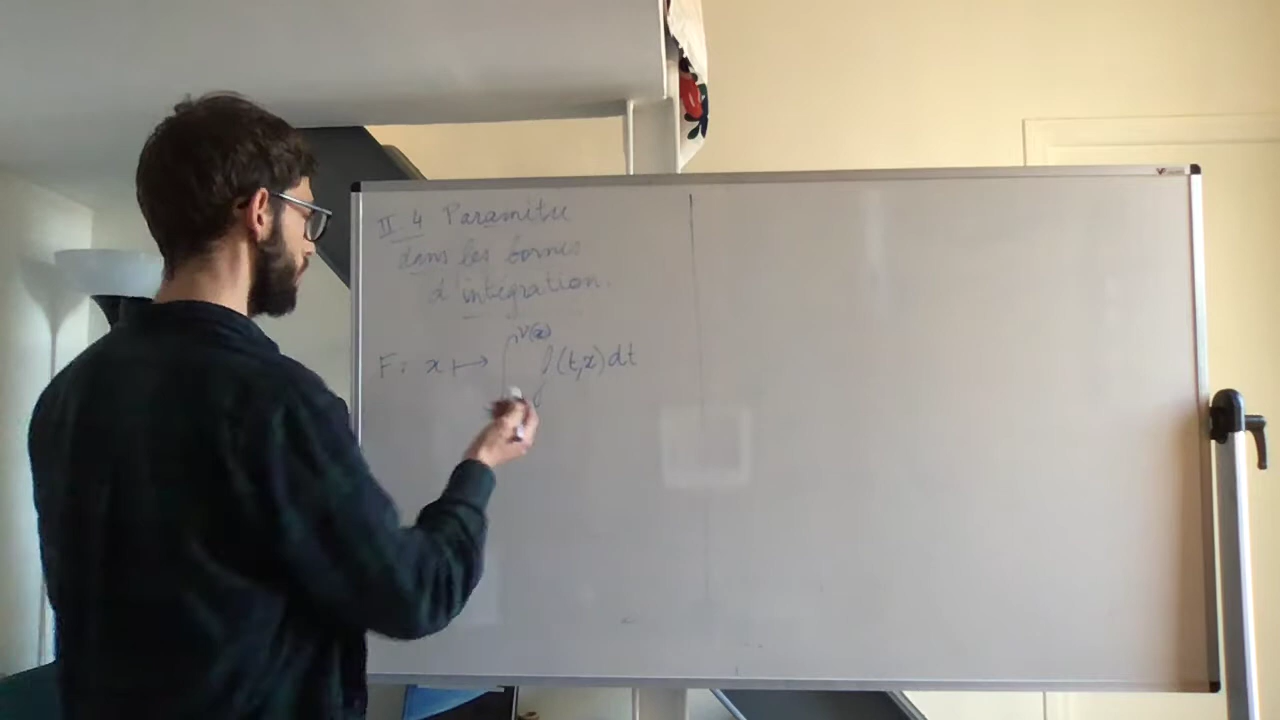 II 4 Paramètre
dans les bornes
d'intégration.
v(x)
F : x ↦ ∫ f(t,x) dt